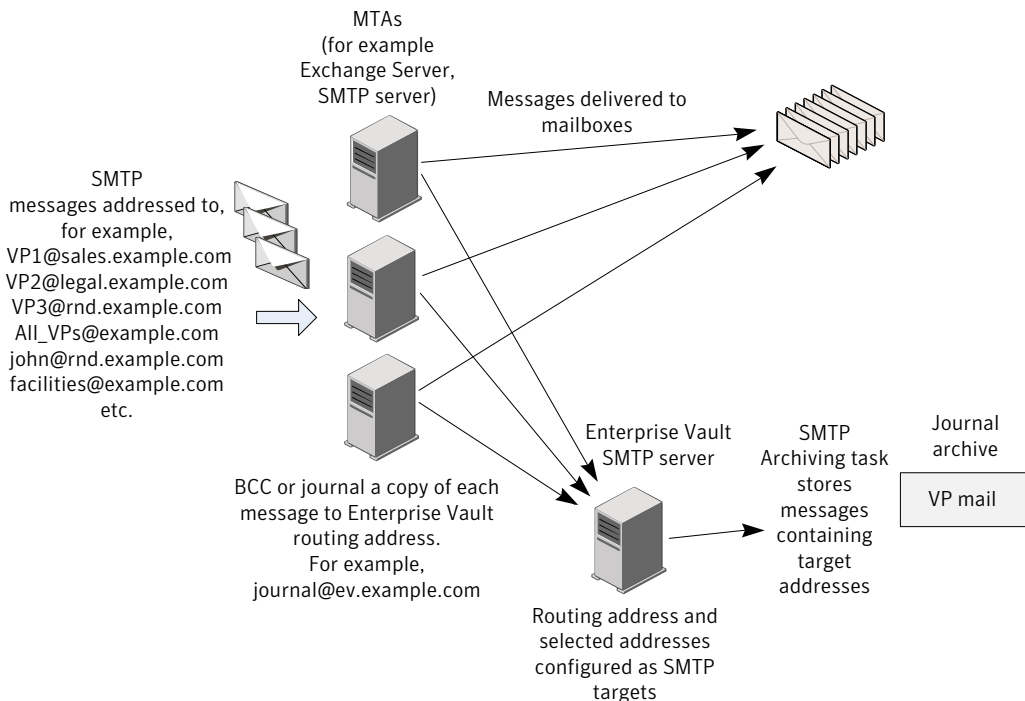 MTAs
(for example
Exchange Server,
SMTP server)
Messages delivered to
mailboxes
SMTP
messages addressed to,
for example,
VP1@sales.example.com
VP2@legal.example.com
VP3@rnd.example.com
All_VPs@example.com
john@rnd.example.com
facilities@example.com
etc.
BCC or journal a copy of each
message to Enterprise Vault
routing address.
For example,
journal@ev.example.com
Enterprise Vault
SMTP server
Routing address and
selected addresses
configured as SMTP
targets
SMTP
Archiving task
stores
messages
containing
target
addresses
Journal
archive
VP mail